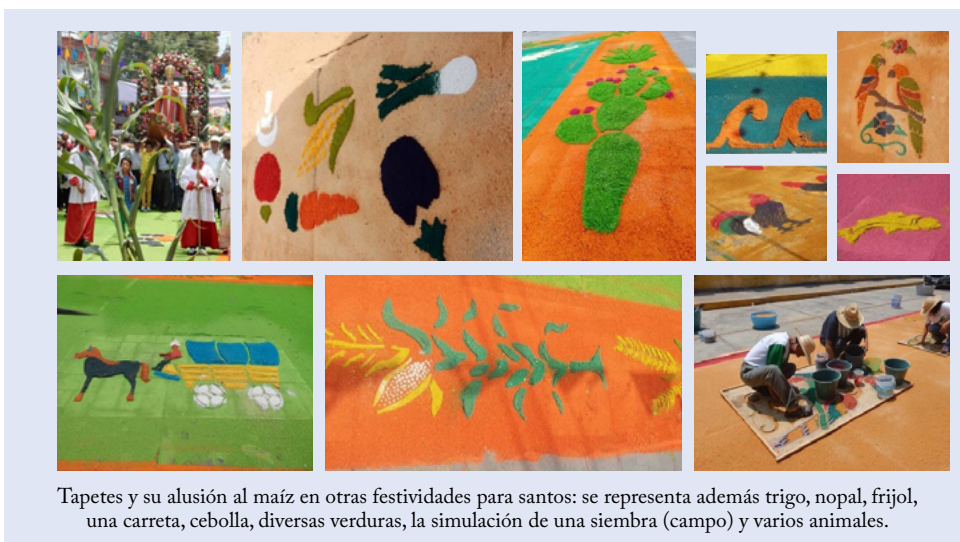 Tapetes y su alusión al maíz en otras festividades para santos: se representa además trigo, nopal, frijol,
una carreta, cebolla, diversas verduras, la simulación de una siembra (campo) y varios animales.